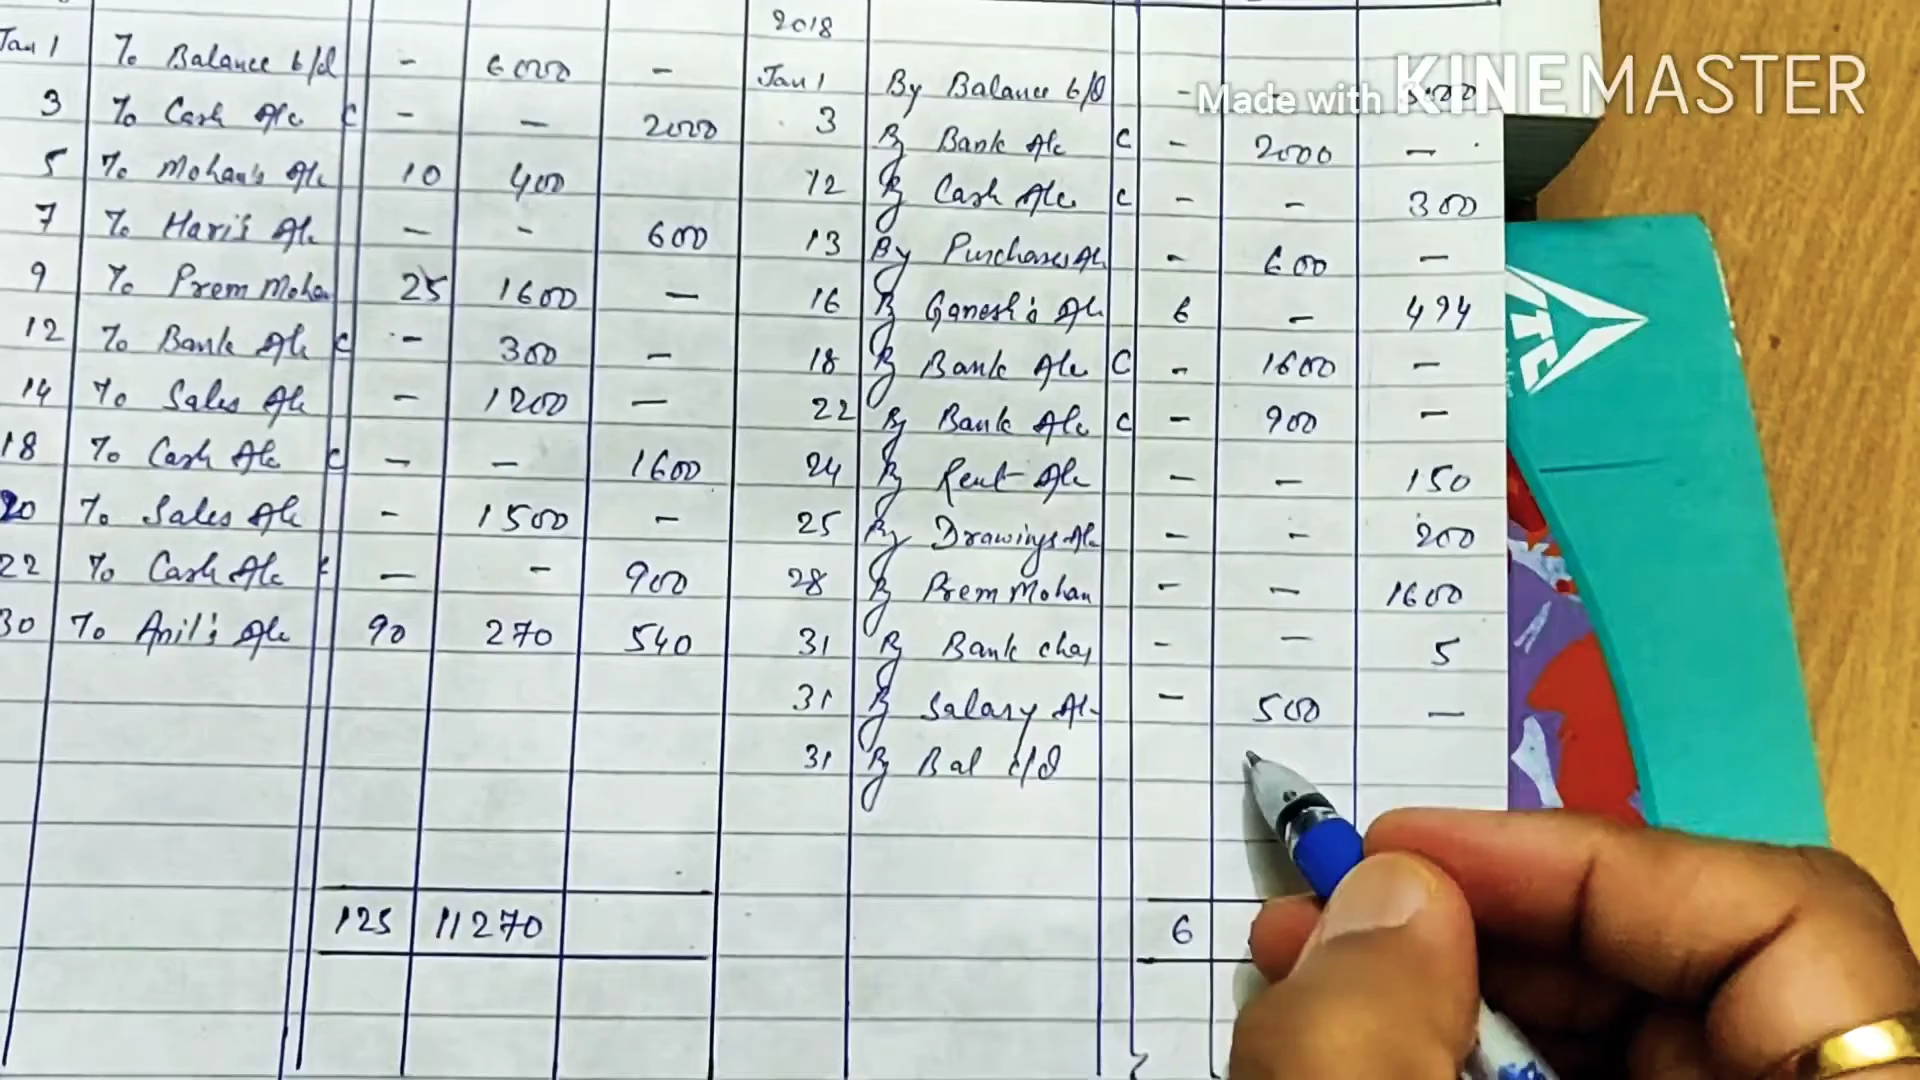 2018
Jan 1 To Balance b/d - 6000 - Jan 1 By Balance b/d - -
3 To Cash A/c C - - 2000 3 By Bank A/c C - 2000 -
5 To Mohan's A/c 10 400 12 By Cash A/c C - - 300
7 To Hari's A/c - - 600 13 By Purchases A/c - 600 -
9 To Prem Mohan 25 1600 - 16 By Ganesh's A/c 6 - 494
12 To Bank A/c C - 300 - 18 By Bank A/c C - 1600 -
14 To Sales A/c - 1200 - 22 By Bank A/c C - 900 -
18 To Cash A/c C - - 1600 24 By Rent A/c - - 150
20 To Sales A/c - 1500 - 25 By Drawings A/c - - 200
22 To Cash A/c C - - 900 28 By Prem Mohan - - 1600
30 To Anil's A/c 90 270 540 31 By Bank char - - 5
31 By Salary A/c - 500 -
31 By Bal c/d
125 11270 6
Made with KINEMASTER